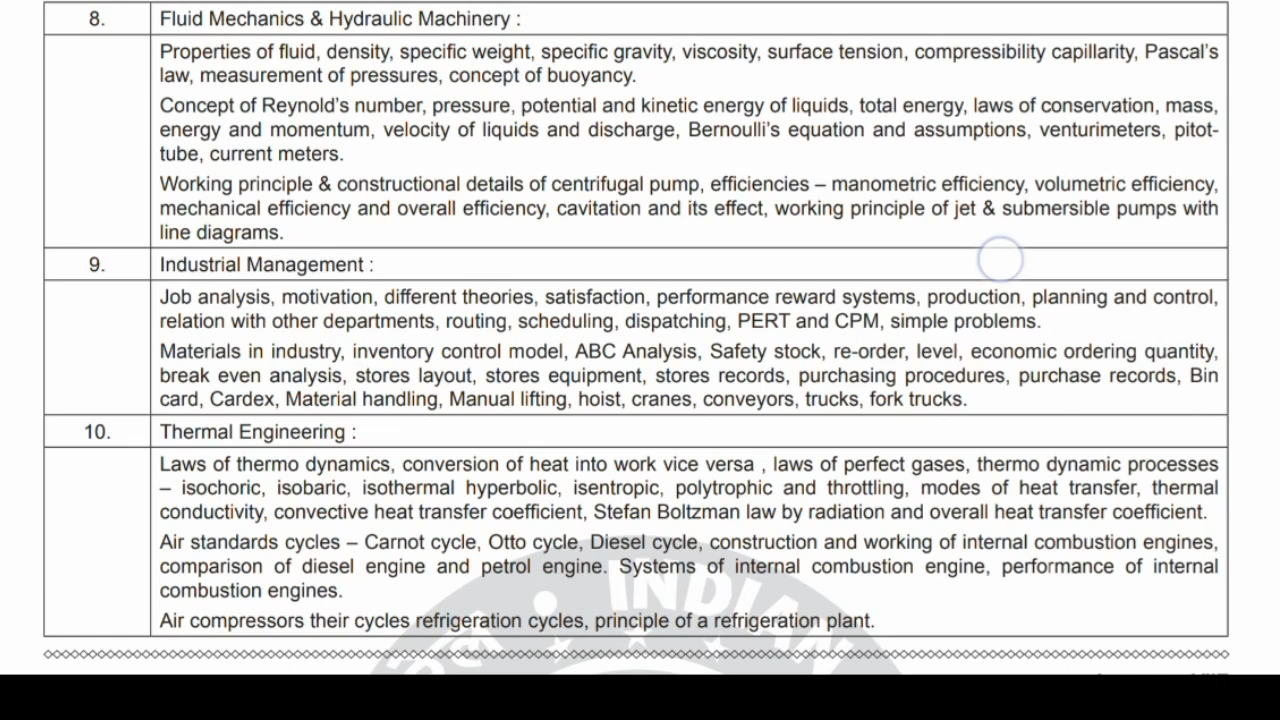 8. Fluid Mechanics & Hydraulic Machinery :
Properties of fluid, density, specific weight, specific gravity, viscosity, surface tension, compressibility capillarity, Pascal's
law, measurement of pressures, concept of buoyancy.
Concept of Reynold's number, pressure, potential and kinetic energy of liquids, total energy, laws of conservation, mass,
energy and momentum, velocity of liquids and discharge, Bernoulli's equation and assumptions, venturimeters, pitot-
tube, current meters.
Working principle & constructional details of centrifugal pump, efficiencies – manometric efficiency, volumetric efficiency,
mechanical efficiency and overall efficiency, cavitation and its effect, working principle of jet & submersible pumps with
line diagrams.
9. Industrial Management :
Job analysis, motivation, different theories, satisfaction, performance reward systems, production, planning and control,
relation with other departments, routing, scheduling, dispatching, PERT and CPM, simple problems.
Materials in industry, inventory control model, ABC Analysis, Safety stock, re-order, level, economic ordering quantity,
break even analysis, stores layout, stores equipment, stores records, purchasing procedures, purchase records, Bin
card, Cardex, Material handling, Manual lifting, hoist, cranes, conveyors, trucks, fork trucks.
10. Thermal Engineering :
Laws of thermo dynamics, conversion of heat into work vice versa , laws of perfect gases, thermo dynamic processes
– isochoric, isobaric, isothermal hyperbolic, isentropic, polytrophic and throttling, modes of heat transfer, thermal
conductivity, convective heat transfer coefficient, Stefan Boltzman law by radiation and overall heat transfer coefficient.
Air standards cycles – Carnot cycle, Otto cycle, Diesel cycle, construction and working of internal combustion engines,
comparison of diesel engine and petrol engine. Systems of internal combustion engine, performance of internal
combustion engines.
Air compressors their cycles refrigeration cycles, principle of a refrigeration plant.
INDIAN